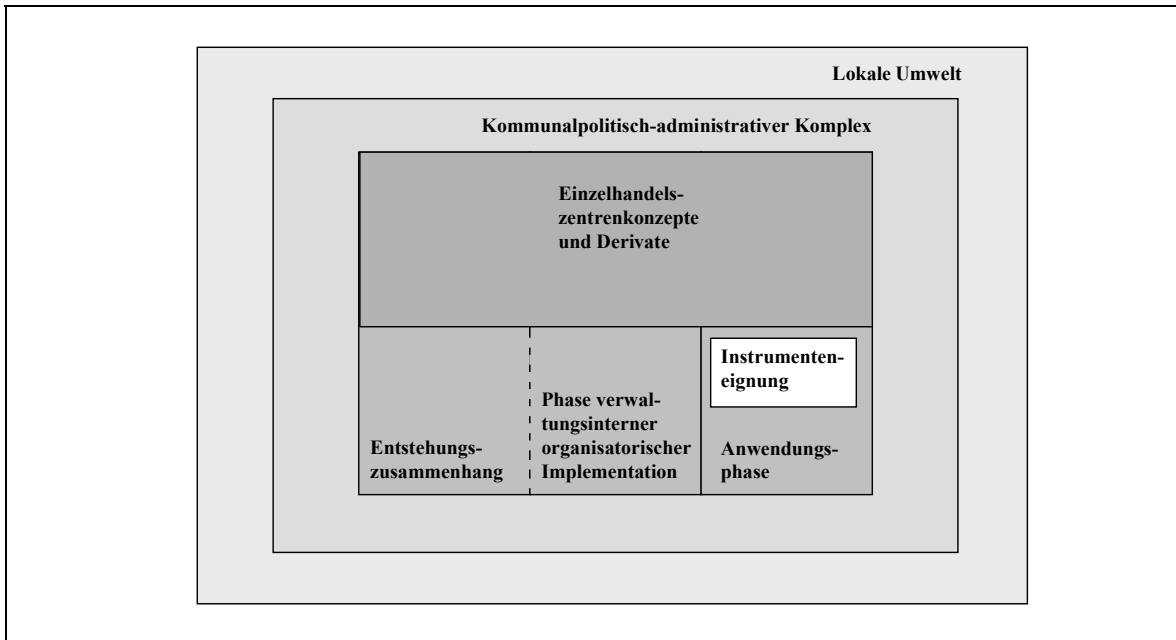 Lokale Umwelt
Kommunalpolitisch-administrativer Komplex
Einzelhandels-
zentrenkonzepte
und Derivate
Entstehungs-
zusammenhang
Phase verwal-
tungsinterner
organisatorischer
Implementation
Instrumenten-
eignung
Anwendungs-
phase